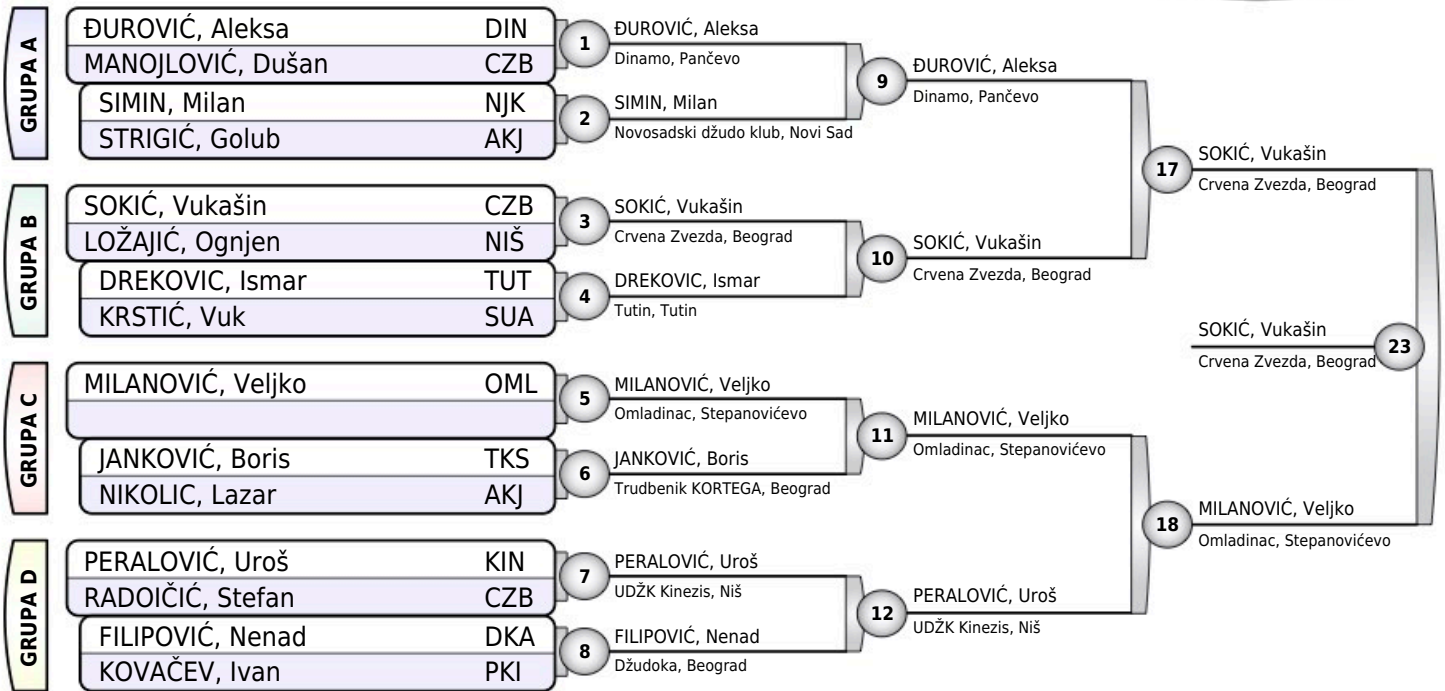 GRUPA A
ĐUROVIĆ, Aleksa DIN
MANOJLOVIĆ, Dušan CZB
SIMIN, Milan NJK
STRIGIĆ, Golub AKJ
GRUPA B
SOKIĆ, Vukašin CZB
LOŽAJIĆ, Ognjen NIŠ
DREKOVIC, Ismar TUT
KRSTIĆ, Vuk SUA
GRUPA C
MILANOVIĆ, Veljko OML
JANKOVIĆ, Boris TKS
NIKOLIC, Lazar AKJ
GRUPA D
PERALOVIĆ, Uroš KIN
RADOIČIĆ, Stefan CZB
FILIPOVIĆ, Nenad DKA
KOVAČEV, Ivan PKI
1
ĐUROVIĆ, Aleksa
Dinamo, Pančevo
2
SIMIN, Milan
Novosadski džudo klub, Novi Sad
3
SOKIĆ, Vukašin
Crvena Zvezda, Beograd
4
DREKOVIC, Ismar
Tutin, Tutin
5
MILANOVIĆ, Veljko
Omladinac, Stepanovićevo
6
JANKOVIĆ, Boris
Trudbenik KORTEGA, Beograd
7
PERALOVIĆ, Uroš
UDŽK Kinezis, Niš
8
FILIPOVIĆ, Nenad
Džudoka, Beograd
9
ĐUROVIĆ, Aleksa
Dinamo, Pančevo
10
SOKIĆ, Vukašin
Crvena Zvezda, Beograd
11
MILANOVIĆ, Veljko
Omladinac, Stepanovićevo
12
PERALOVIĆ, Uroš
UDŽK Kinezis, Niš
17
SOKIĆ, Vukašin
Crvena Zvezda, Beograd
18
MILANOVIĆ, Veljko
Omladinac, Stepanovićevo
SOKIĆ, Vukašin
Crvena Zvezda, Beograd
23